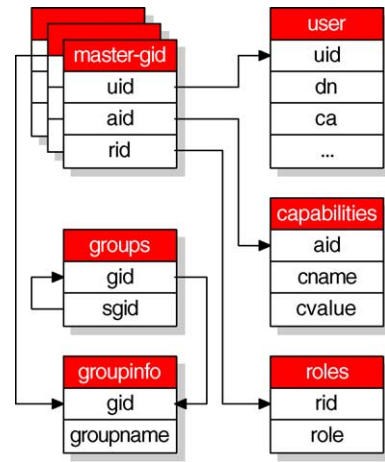 master-gid
uid
aid
rid
groups
gid
sgid
groupinfo
gid
groupname
user
uid
dn
ca
...
capabilities
aid
cname
cvalue
roles
rid
role